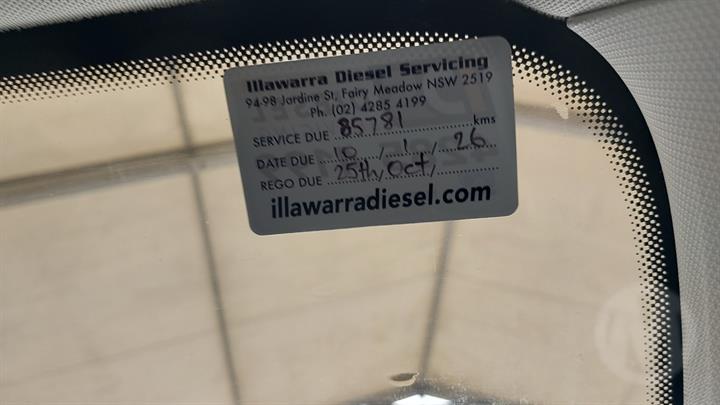 Illawarra Diesel Servicing
94-98 Jardine St, Fairy Meadow NSW 2519
Ph. (02) 4285 4199
SERVICE DUE 85781 kms
DATE DUE 10/1/26
REGO DUE 25th/Oct/
illawarradiesel.com